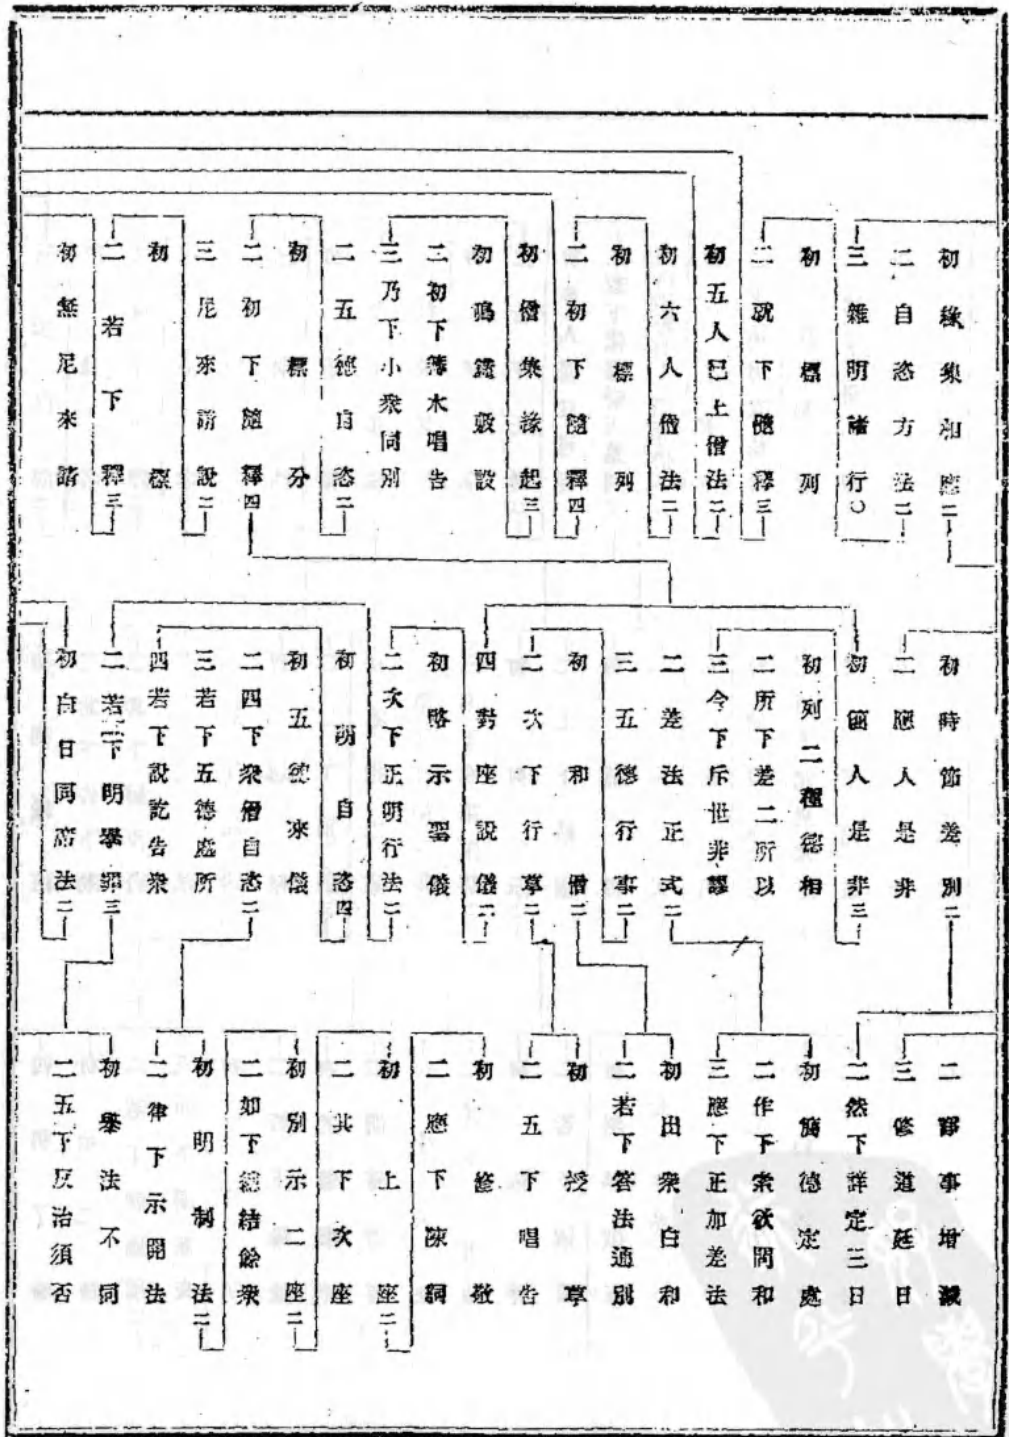 初緣集和應二
二自恣方法二
三雜明諸行〇
初標列
二就下隨釋三
初五人已上僧法二
初六人僧法二
初標列
二初下隨釋四
初僧集緣起三
初鳴鐘敷設
二初下籌水唱告
三乃下小衆同別
二五德自恣二
初標分
二初下隨釋四
三尼來請說二
初標
二若下釋三
初無尼來請
初時節差別二
二應人是非
初簡人是非三
初列二種德相
二所下差二所以
三今下斥世非謬
二差法正式二
三五德行事二
初和僧二
二次下行草二
四對座說儀二
初略示聖儀
二次下正明行法二
初明自恣四
初五德來儀
二四下衆僧自恣二
三若下五德處所
四若下說訖告衆
二若下明舉罪三
初白日同席法二
二諍事增減
三修道延日
二然下詳定三日
初簡德定處
二作下索欲問和
三應下正加差法
初出衆白和
二若下答法通別
初授草
二五下唱告
初修敬
二應下陳詞
初上座二
二其下次座
初別示二座二
二如下總結餘衆
初明制法二
二律下示開法
初舉法不同
二五下反治須否